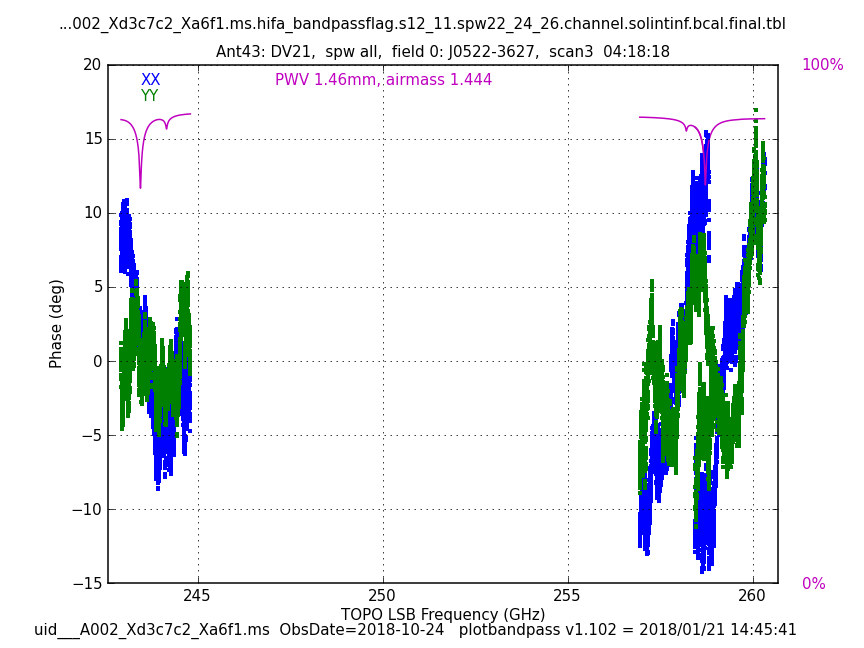 ...002_Xd3c7c2_Xa6f1.ms.hifa_bandpassflag.s12_11.spw22_24_26.channel.solintinf.bcal.final.tbl
Ant43: DV21,  spw all,  field 0: J0522-3627,  scan3  04:18:18
XX
YY
PWV 1.46mm, airmass 1.444
100%
0%
20
15
10
5
0
−5
−10
−15
Phase (deg)
245
250
255
260
TOPO LSB Frequency (GHz)
uid___A002_Xd3c7c2_Xa6f1.ms  ObsDate=2018-10-24   plotbandpass v1.102 = 2018/01/21 14:45:41